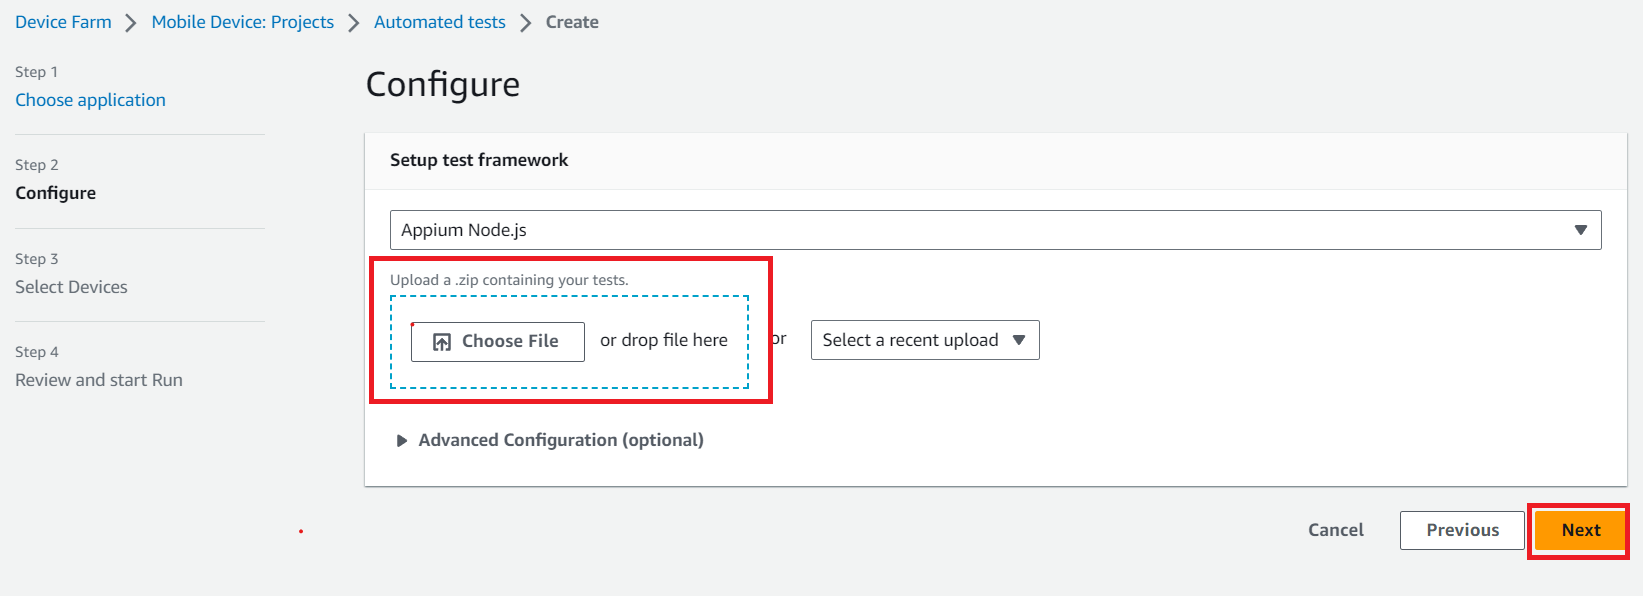 Device Farm > Mobile Device: Projects > Automated tests > Create
Step 1
Choose application
Step 2
Configure
Step 3
Select Devices
Step 4
Review and start Run
Configure
Setup test framework
Appium Node.js
Upload a .zip containing your tests.
Choose File or drop file here or Select a recent upload
Advanced Configuration (optional)
Cancel Previous Next